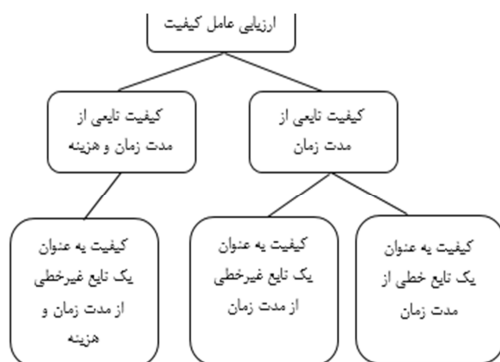 ارزیابی عامل کیفیت
کیفیت تابعی از
مدت زمان
کیفیت تابعی از
مدت زمان و هزینه
کیفیت به عنوان
یک تابع خطی از
مدت زمان
کیفیت به عنوان
یک تابع غیرخطی
از مدت زمان
کیفیت به عنوان
یک تابع غیرخطی
از مدت زمان و
هزینه